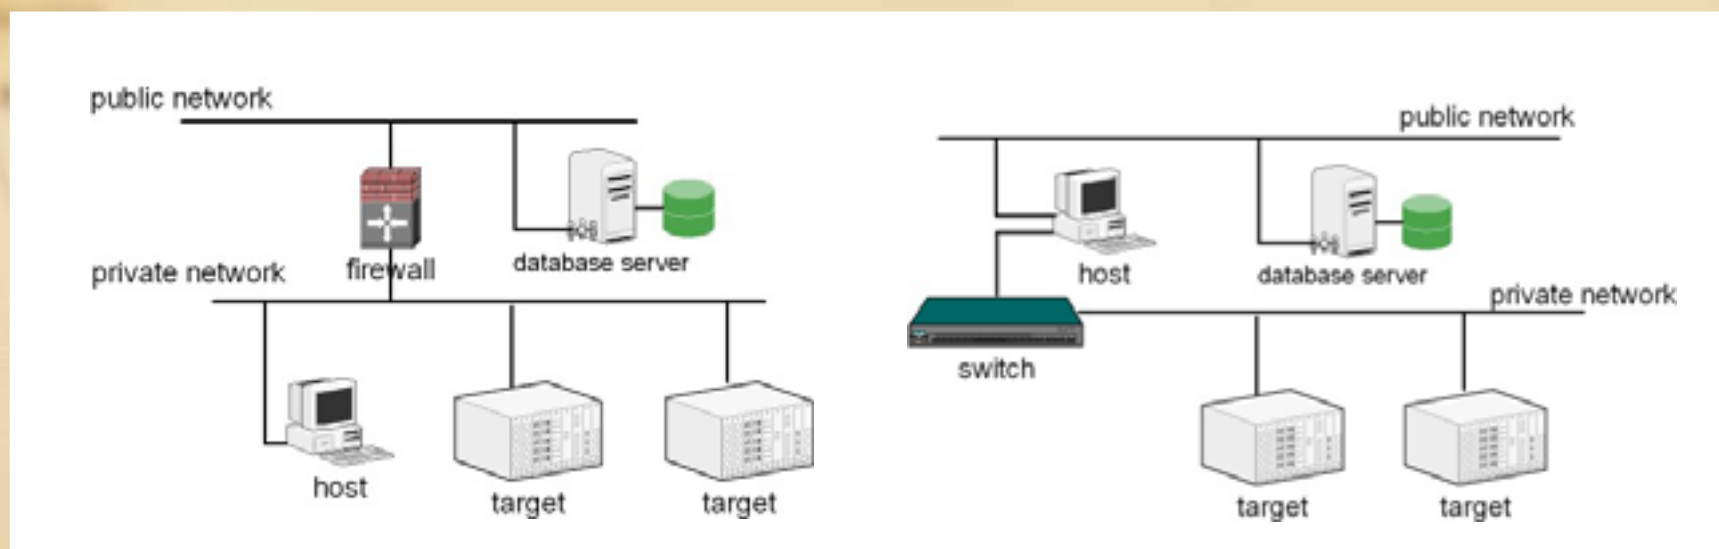 public network
firewall
database server
private network
host
target
target
public network
host
database server
private network
switch
target
target